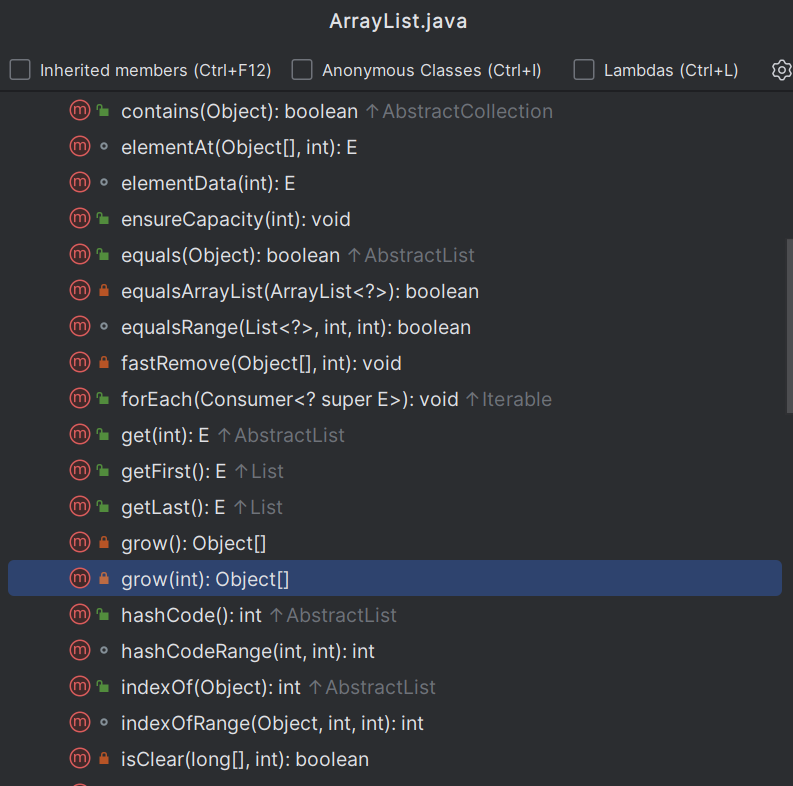 ArrayList.java
Inherited members (Ctrl+F12) Anonymous Classes (Ctrl+I) Lambdas (Ctrl+L)
m contains(Object): boolean ↑AbstractCollection
m elementAt(Object[], int): E
m elementData(int): E
m ensureCapacity(int): void
m equals(Object): boolean ↑AbstractList
m equalsArrayList(ArrayList<?>): boolean
m equalsRange(List<?>, int, int): boolean
m fastRemove(Object[], int): void
m forEach(Consumer<? super E>): void ↑Iterable
m get(int): E ↑AbstractList
m getFirst(): E ↑List
m getLast(): E ↑List
m grow(): Object[]
m grow(int): Object[]
m hashCode(): int ↑AbstractList
m hashCodeRange(int, int): int
m indexOf(Object): int ↑AbstractList
m indexOfRange(Object, int, int): int
m isClear(long[], int): boolean